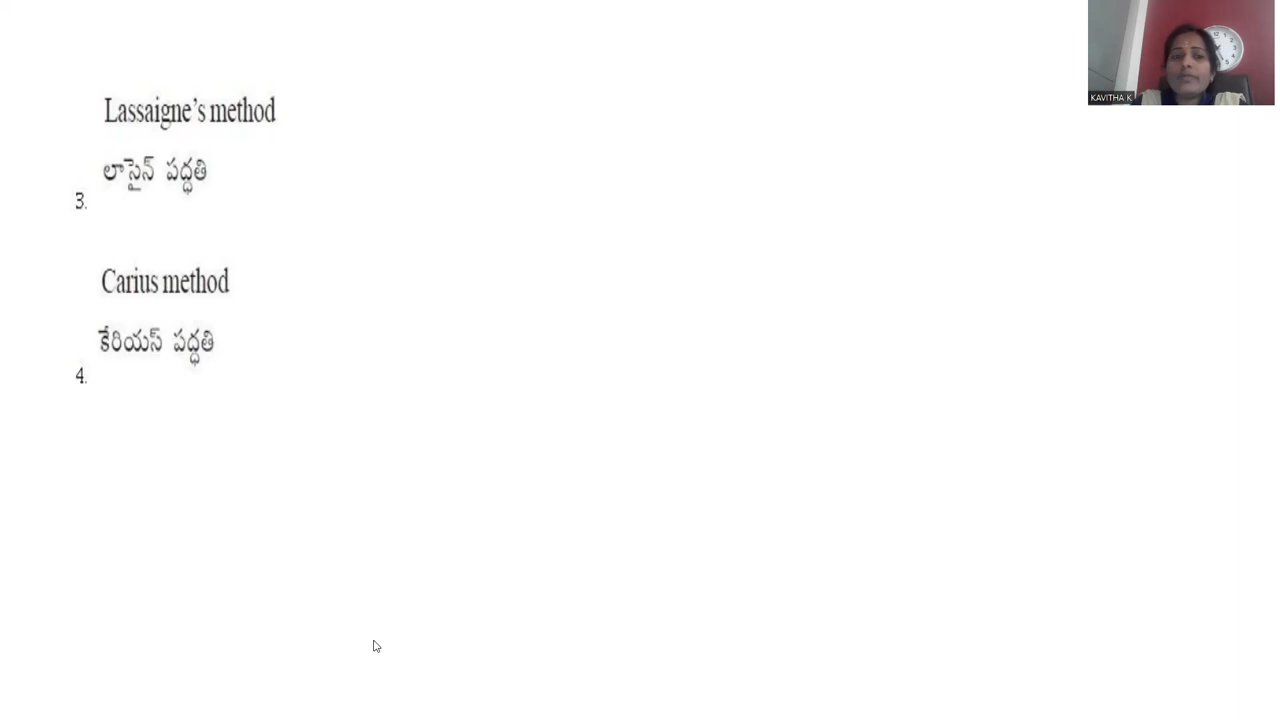 Lassaigne's method
లాసైన్ పద్ధతి
3.
Carius method
కేరియస్ పద్ధతి
4.
KAVITHA K